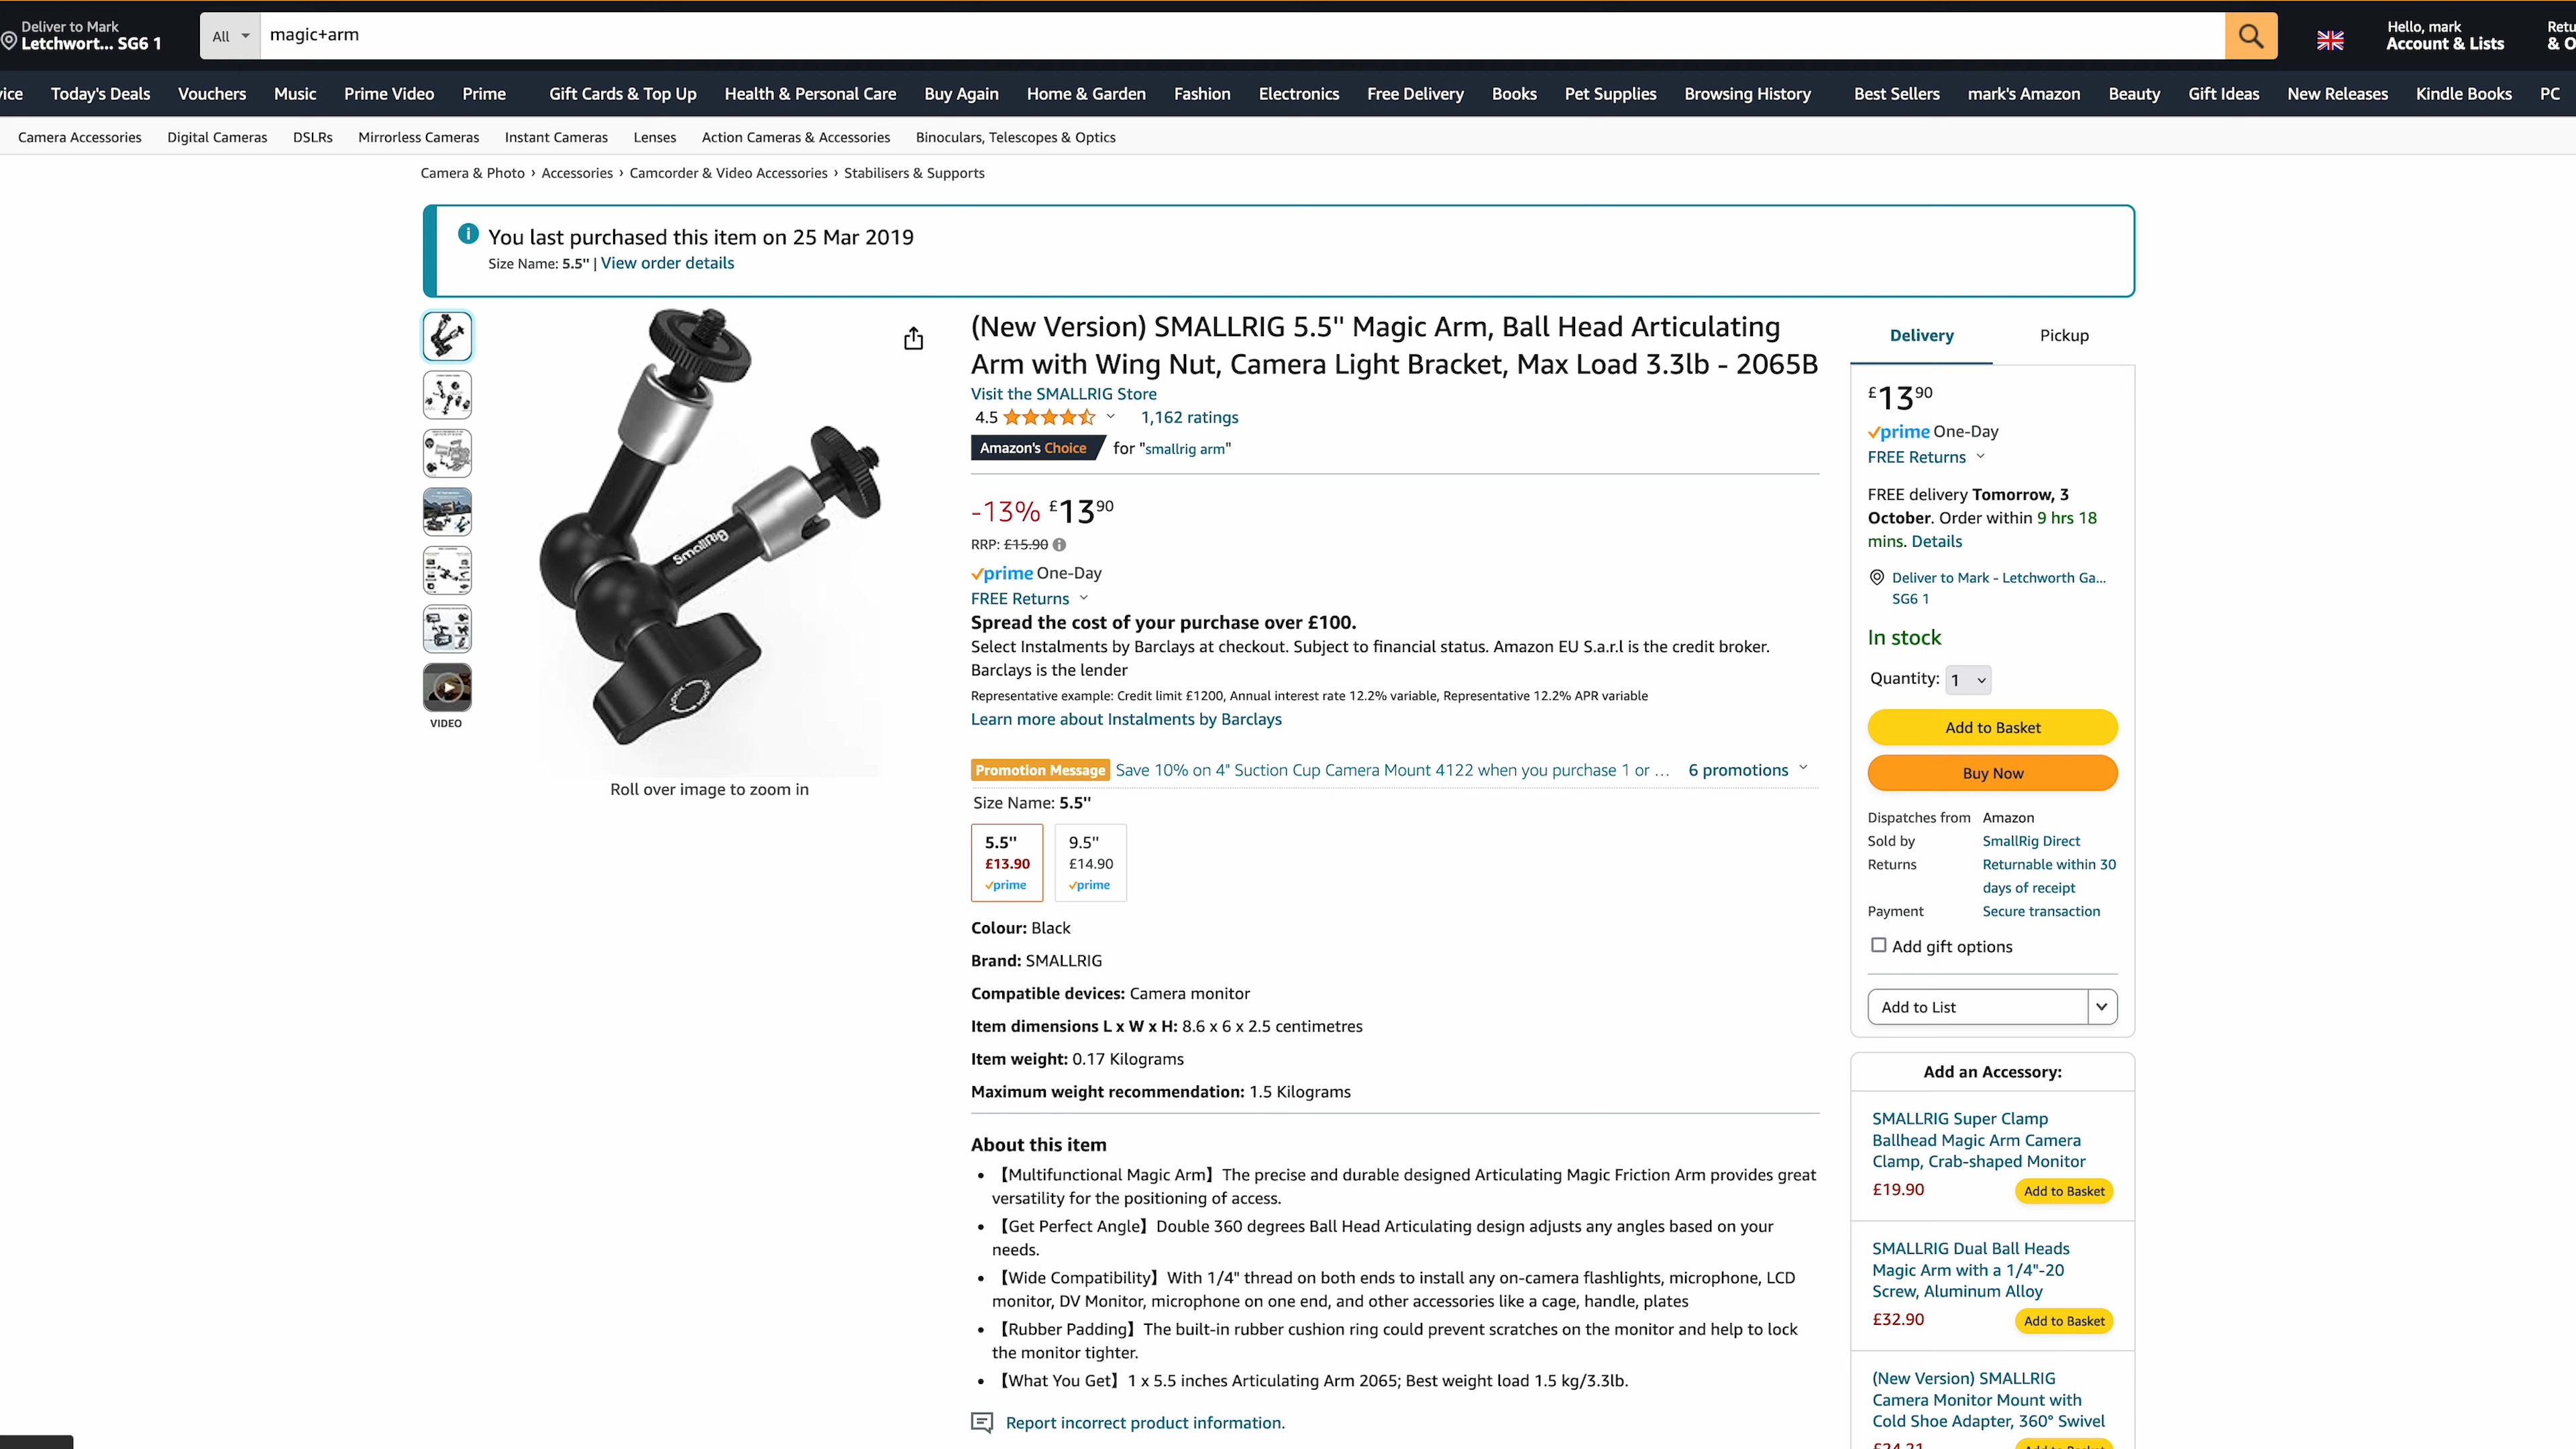 Deliver to Mark
Letchwort... SG6 1
All
magic+arm
Hello, mark
Account & Lists
Today's Deals
Vouchers
Music
Prime Video
Prime
Gift Cards & Top Up
Health & Personal Care
Buy Again
Home & Garden
Fashion
Electronics
Free Delivery
Books
Pet Supplies
Browsing History
Best Sellers
mark's Amazon
Beauty
Gift Ideas
New Releases
Kindle Books
PC
Camera Accessories
Digital Cameras
DSLRs
Mirrorless Cameras
Instant Cameras
Lenses
Action Cameras & Accessories
Binoculars, Telescopes & Optics
Camera & Photo › Accessories › Camcorder & Video Accessories › Stabilisers & Supports
You last purchased this item on 25 Mar 2019
Size Name: 5.5'' | View order details
VIDEO
SmallRig
Roll over image to zoom in
(New Version) SMALLRIG 5.5'' Magic Arm, Ball Head Articulating
Arm with Wing Nut, Camera Light Bracket, Max Load 3.3lb - 2065B
Visit the SMALLRIG Store
4.5
1,162 ratings
Amazon's Choice for "smallrig arm"
-13% £13 90
RRP: £15.90
prime One-Day
FREE Returns
Spread the cost of your purchase over £100.
Select Instalments by Barclays at checkout. Subject to financial status. Amazon EU S.a.r.l is the credit broker.
Barclays is the lender
Representative example: Credit limit £1200, Annual interest rate 12.2% variable, Representative 12.2% APR variable
Learn more about Instalments by Barclays
Promotion Message Save 10% on 4" Suction Cup Camera Mount 4122 when you purchase 1 or … 6 promotions
Size Name: 5.5''
5.5''
£13.90
prime
9.5''
£14.90
prime
Colour: Black
Brand: SMALLRIG
Compatible devices: Camera monitor
Item dimensions L x W x H: 8.6 x 6 x 2.5 centimetres
Item weight: 0.17 Kilograms
Maximum weight recommendation: 1.5 Kilograms
About this item
• 【Multifunctional Magic Arm】The precise and durable designed Articulating Magic Friction Arm provides great
versatility for the positioning of access.
• 【Get Perfect Angle】Double 360 degrees Ball Head Articulating design adjusts any angles based on your
needs.
• 【Wide Compatibility】With 1/4" thread on both ends to install any on-camera flashlights, microphone, LCD
monitor, DV Monitor, microphone on one end, and other accessories like a cage, handle, plates
• 【Rubber Padding】The built-in rubber cushion ring could prevent scratches on the monitor and help to lock
the monitor tighter.
• 【What You Get】1 x 5.5 inches Articulating Arm 2065; Best weight load 1.5 kg/3.3lb.
Report incorrect product information.
Delivery
Pickup
£13 90
prime One-Day
FREE Returns
FREE delivery Tomorrow, 3
October. Order within 9 hrs 18
mins. Details
Deliver to Mark - Letchworth Ga...
SG6 1
In stock
Quantity: 1
Add to Basket
Buy Now
Dispatches from Amazon
Sold by SmallRig Direct
Returns Returnable within 30
days of receipt
Payment Secure transaction
Add gift options
Add to List
Add an Accessory:
SMALLRIG Super Clamp
Ballhead Magic Arm Camera
Clamp, Crab-shaped Monitor
£19.90 Add to Basket
SMALLRIG Dual Ball Heads
Magic Arm with a 1/4"-20
Screw, Aluminum Alloy
£32.90 Add to Basket
(New Version) SMALLRIG
Camera Monitor Mount with
Cold Shoe Adapter, 360° Swivel